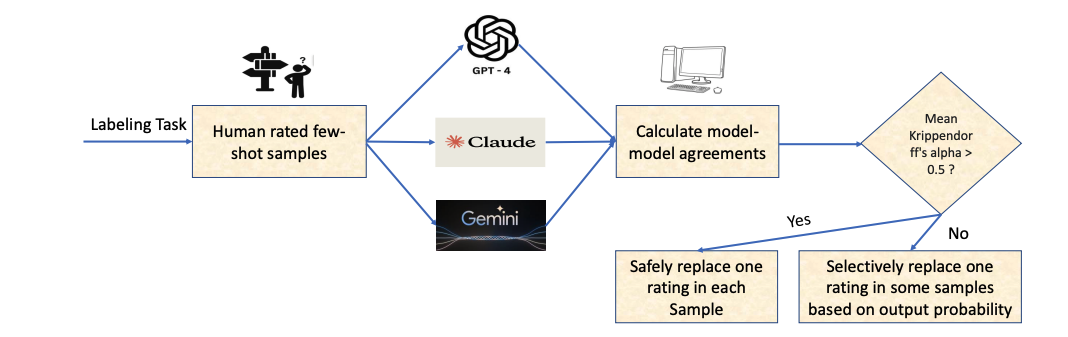 Labeling Task
Human rated few-
shot samples
?
GPT - 4
Claude
Gemini
Calculate model-
model agreements
Mean
Krippendor
ff's alpha >
0.5 ?
Yes
No
Safely replace one
rating in each
Sample
Selectively replace one
rating in some samples
based on output probability